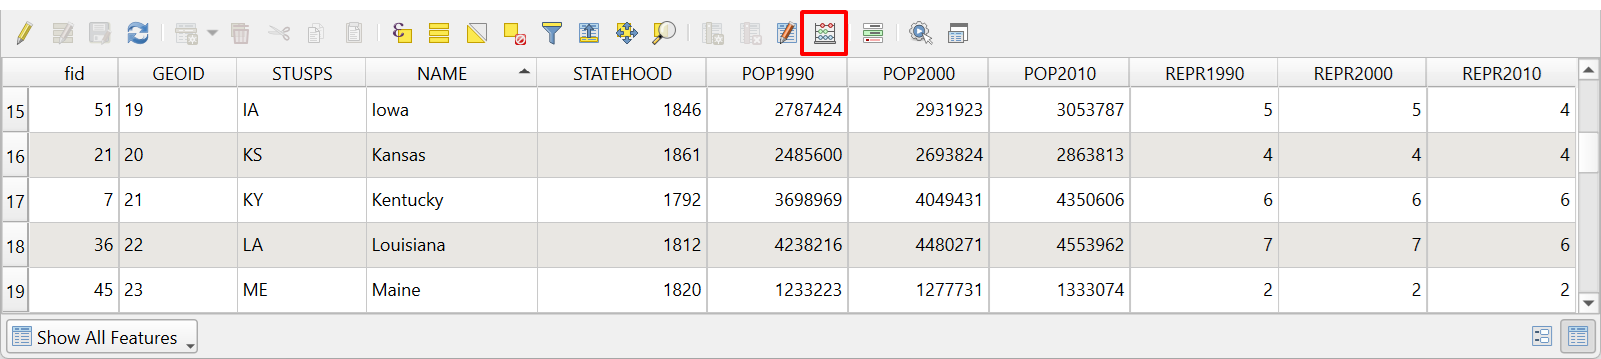 fid GEOID STUSPS NAME STATEHOOD POP1990 POP2000 POP2010 REPR1990 REPR2000 REPR2010
15 51 19 IA Iowa 1846 2787424 2931923 3053787 5 5 4
16 21 20 KS Kansas 1861 2485600 2693824 2863813 4 4 4
17 7 21 KY Kentucky 1792 3698969 4049431 4350606 6 6 6
18 36 22 LA Louisiana 1812 4238216 4480271 4553962 7 7 6
19 45 23 ME Maine 1820 1233223 1277731 1333074 2 2 2
Show All Features